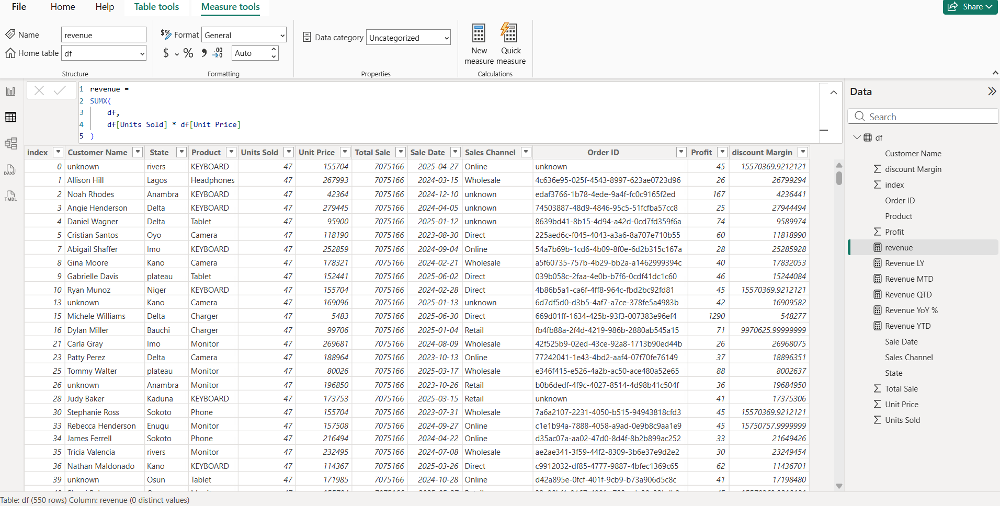 File Home Help Table tools Measure tools Share
Name revenue
Home table df
Structure
$% Format General
$ % , .00 Auto
Formatting
Data category Uncategorized
Properties
New measure
Quick measure
Calculations
1 revenue =
2 SUMX(
3 df,
4 df[Units Sold] * df[Unit Price]
5 )
index Customer Name State Product Units Sold Unit Price Total Sale Sale Date Sales Channel Order ID Profit discount Margin
0 unknown rivers KEYBOARD 47 155704 7075166 2025-04-27 Online unknown 45 15570369.9212121
1 Allison Hill Lagos Headphones 47 267993 7075166 2024-03-15 Wholesale 4c636e95-025f-4543-8997-623ae0723d96 26 26799294
2 Noah Rhodes Anambra KEYBOARD 47 42364 7075166 2024-12-10 unknown edaf3766-1b78-4ede-9a4f-fc0c9165f2ed 167 4236441
3 Angie Henderson Delta KEYBOARD 47 279445 7075166 2024-04-05 unknown 74503887-48d9-4846-95c5-51fcfba57cc8 25 27944494
4 Daniel Wagner Delta Tablet 47 95900 7075166 2025-01-12 unknown 8639bd41-8b15-4d94-a42d-0cd7fd359f6a 74 9589974
5 Cristian Santos Oyo Camera 47 118190 7075166 2023-08-30 Direct 225aed6c-f045-4043-a3a6-8a707e710b55 60 11818990
7 Abigail Shaffer Imo KEYBOARD 47 252859 7075166 2024-09-04 Online 54a7b69b-1cd6-4b09-8f0e-6d2b315c167a 28 25285928
8 Gina Moore Kano Camera 47 178321 7075166 2024-02-21 Wholesale a5f60735-757b-4b29-bb2a-a1462999394c 40 17832053
9 Gabrielle Davis plateau Tablet 47 152441 7075166 2025-06-02 Direct 039b058c-2faa-4e0b-b7f6-0cdf41dc1c60 46 15244084
10 Ryan Munoz Niger KEYBOARD 47 155704 7075166 2024-02-28 Direct 4b86b5a1-ca6f-4ff8-964c-fbd2bc92fd81 45 15570369.9212121
13 unknown Kano Camera 47 169096 7075166 2025-01-13 unknown 6d7df5d0-d3b5-4af7-a7ce-378fe5a4983b 42 16909582
15 Michele Williams Delta Charger 47 5483 7075166 2025-06-30 Direct 669d01ff-1634-425b-93f3-007383e96ef4 1290 548277
16 Dylan Miller Bauchi Charger 47 99706 7075166 2025-01-04 Retail fb4fb88a-2f4d-4219-986b-2880ab545a15 71 9970625.99999999
21 Carla Gray Imo Monitor 47 269681 7075166 2024-08-09 Wholesale 42f525b9-02ed-43ce-92a8-1713b90ed44b 26 26968075
23 Patty Perez Delta Camera 47 188964 7075166 2023-10-13 Online 77242041-1e43-4bd2-aaf4-07f70fe76149 37 18896351
25 Tommy Walter plateau Monitor 47 80026 7075166 2025-03-17 Wholesale e346f415-e526-4a2b-ac50-ace480a52e65 88 8002637
26 unknown Anambra Monitor 47 196850 7075166 2023-10-26 Retail b0b6dedf-4f9c-4027-8514-4d98b41c504f 36 19684950
28 Judy Baker Kaduna KEYBOARD 47 173753 7075166 2025-03-15 Retail unknown 41 17375306
30 Stephanie Ross Sokoto Phone 47 155704 7075166 2023-07-31 Wholesale 7a6a2107-2231-4050-b515-94943818cfd3 45 15570369.9212121
33 Rebecca Henderson Enugu Monitor 47 157508 7075166 2024-09-27 Online c1e1b94a-7888-4058-a9ad-0e9b8c9aa1e9 45 15750757.9999999
34 James Ferrell Sokoto Phone 47 216494 7075166 2024-04-22 Online d35ac07a-aa02-47d0-8d4f-8b2b899ac252 33 21649426
35 Tricia Valencia rivers Monitor 47 232495 7075166 2024-07-08 Wholesale ae2ae341-3f59-44f2-8309-3b6e37e9d2e2 30 23249454
36 Nathan Maldonado Kano KEYBOARD 47 114367 7075166 2025-03-26 Direct c9912032-df85-4777-9887-4bfec1369c65 62 11436701
39 unknown Osun Tablet 47 171985 7075166 2024-10-28 Online d42a895e-0fcf-401f-9cb9-b73a906d5c8c 41 17198480
DAX
TMDL
Data
Search
df
Customer Name
discount Margin
index
Order ID
Product
Profit
revenue
Revenue LY
Revenue MTD
Revenue QTD
Revenue YoY %
Revenue YTD
Sale Date
Sales Channel
State
Total Sale
Unit Price
Units Sold
Table: df (550 rows) Column: revenue (0 distinct values)